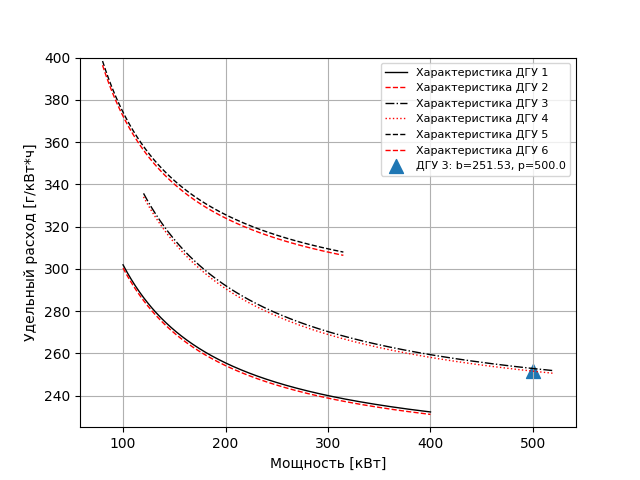 Характеристика ДГУ 1
Характеристика ДГУ 2
Характеристика ДГУ 3
Характеристика ДГУ 4
Характеристика ДГУ 5
Характеристика ДГУ 6
ДГУ 3: b=251.53, p=500.0
400
380
360
340
320
300
280
260
240
Удельный расход [г/кВт*ч]
100 200 300 400 500
Мощность [кВт]